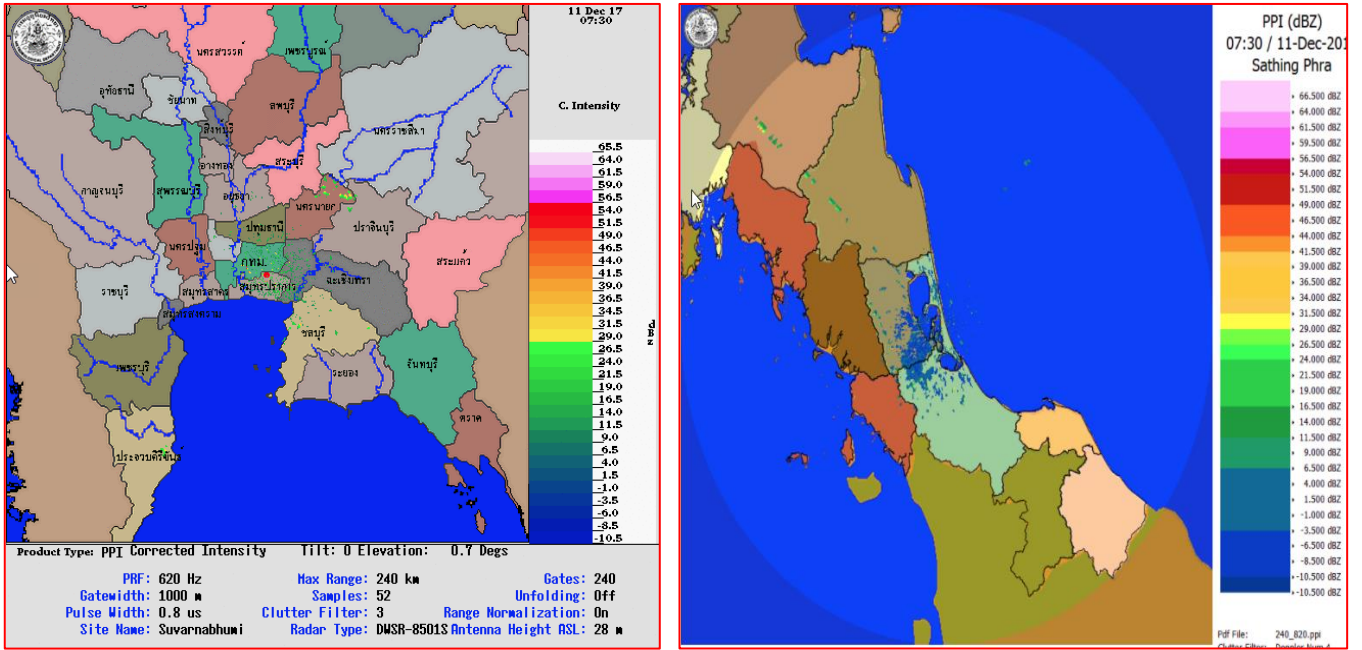 11 Dec 17
07:30
C. Intensity
65.5
64.0
61.5
59.0
56.5
54.0
51.5
49.0
46.5
44.0
41.5
39.0
36.5
34.5
31.5
29.0
26.5
24.0
21.5
19.0
16.5
14.0
11.5
9.0
6.5
4.0
1.5
-1.0
-3.5
-6.0
-8.5
-10.5
นครสวรรค์
เพชรบูรณ์
อุทัยธานี
ชัยนาท
ลพบุรี
สิงหบุรี
นครราชสีมา
อ่างทอง
สระบุรี
กาญจนบุรี
สุพรรณบุรี
อยุธยา
นครนายก
ปทุมธานี
ปราจีนบุรี
นครปฐม
กทม.
สระแก้ว
ราชบุรี
สมุทรสาคร
สมุทรปราการ
ฉะเชิงเทรา
สมุทรสงคราม
ชลบุรี
เพชรบุรี
ระยอง
จันทบุรี
ตราด
ประจวบคีรีขันธ์
Product Type: PPI Corrected Intensity Tilt: 0 Elevation: 0.7 Degs
PRF: 620 Hz Max Range: 240 km Gates: 240
Gatewidth: 1000 m Samples: 52 Unfolding: Off
Pulse Width: 0.8 us Clutter Filter: 3 Range Normalization: On
Site Name: Suvarnabhumi Radar Type: DWSR-8501S Antenna Height ASL: 28 m
PPI (dBZ)
07:30 / 11-Dec-201
Sathing Phra
66.500 dBZ
64.000 dBZ
61.500 dBZ
59.500 dBZ
56.500 dBZ
54.000 dBZ
51.500 dBZ
49.000 dBZ
46.500 dBZ
44.000 dBZ
41.500 dBZ
39.000 dBZ
36.500 dBZ
34.000 dBZ
31.500 dBZ
29.000 dBZ
26.500 dBZ
24.000 dBZ
21.500 dBZ
19.000 dBZ
16.500 dBZ
14.000 dBZ
11.500 dBZ
9.000 dBZ
6.500 dBZ
4.000 dBZ
1.500 dBZ
-1.000 dBZ
-3.500 dBZ
-6.500 dBZ
-8.500 dBZ
-10.500 dBZ
-10.500 dBZ
Pdf File: 240_820.ppi
Clutter Filter: Doppler Num 4